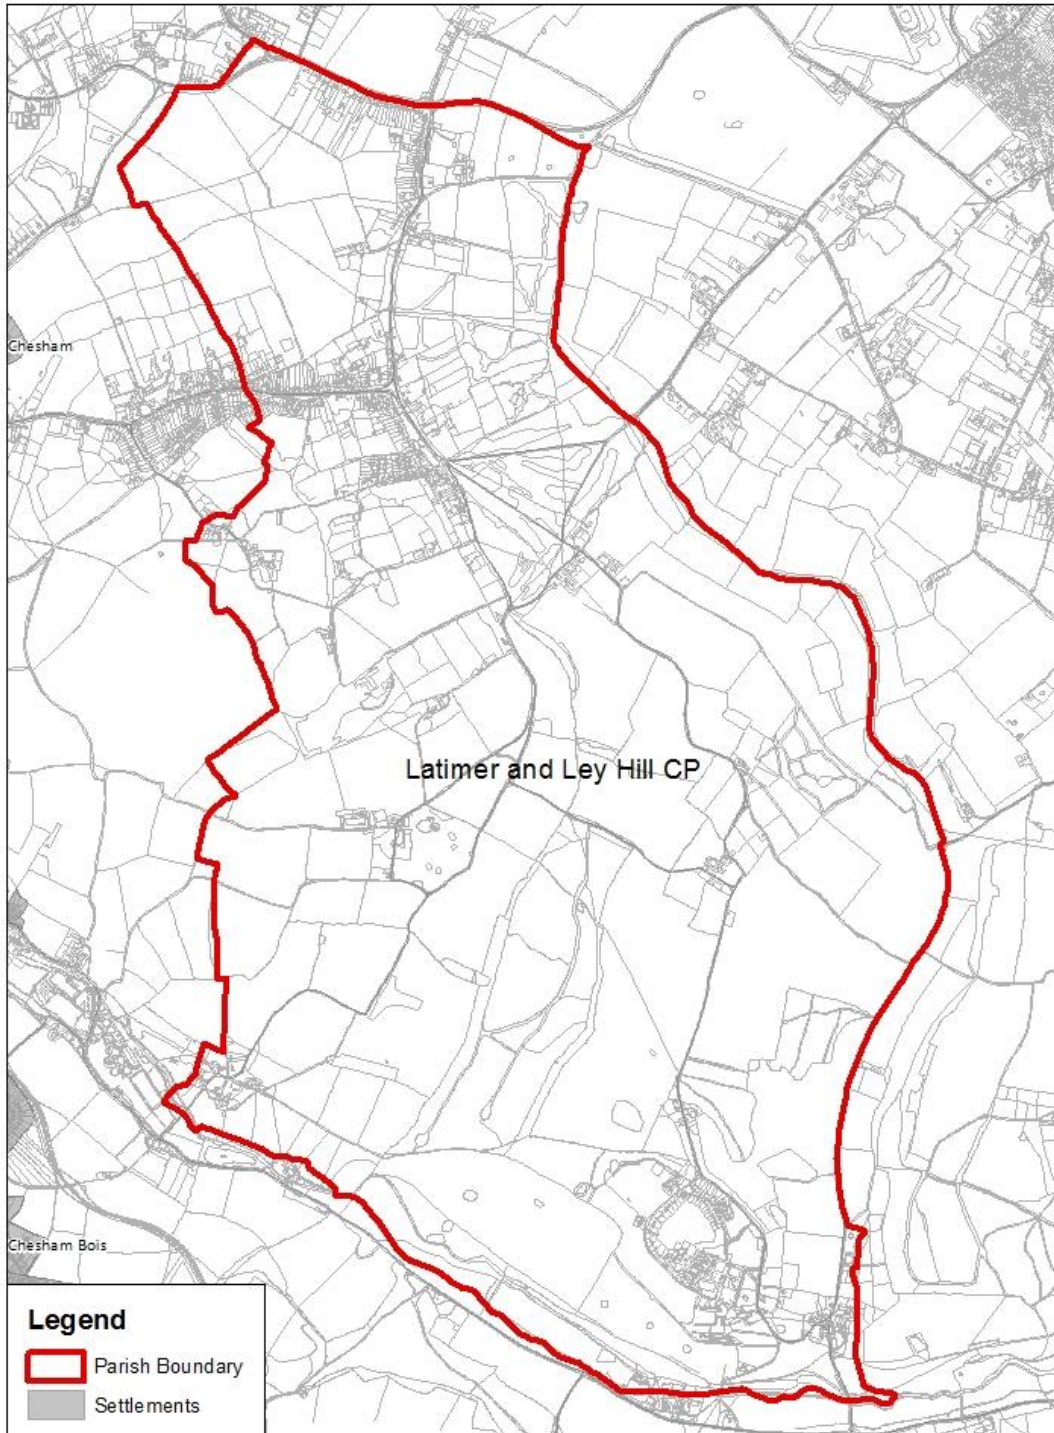 Chesham
Latimer and Ley Hill CP
Chesham Bois
Legend
Parish Boundary
Settlements